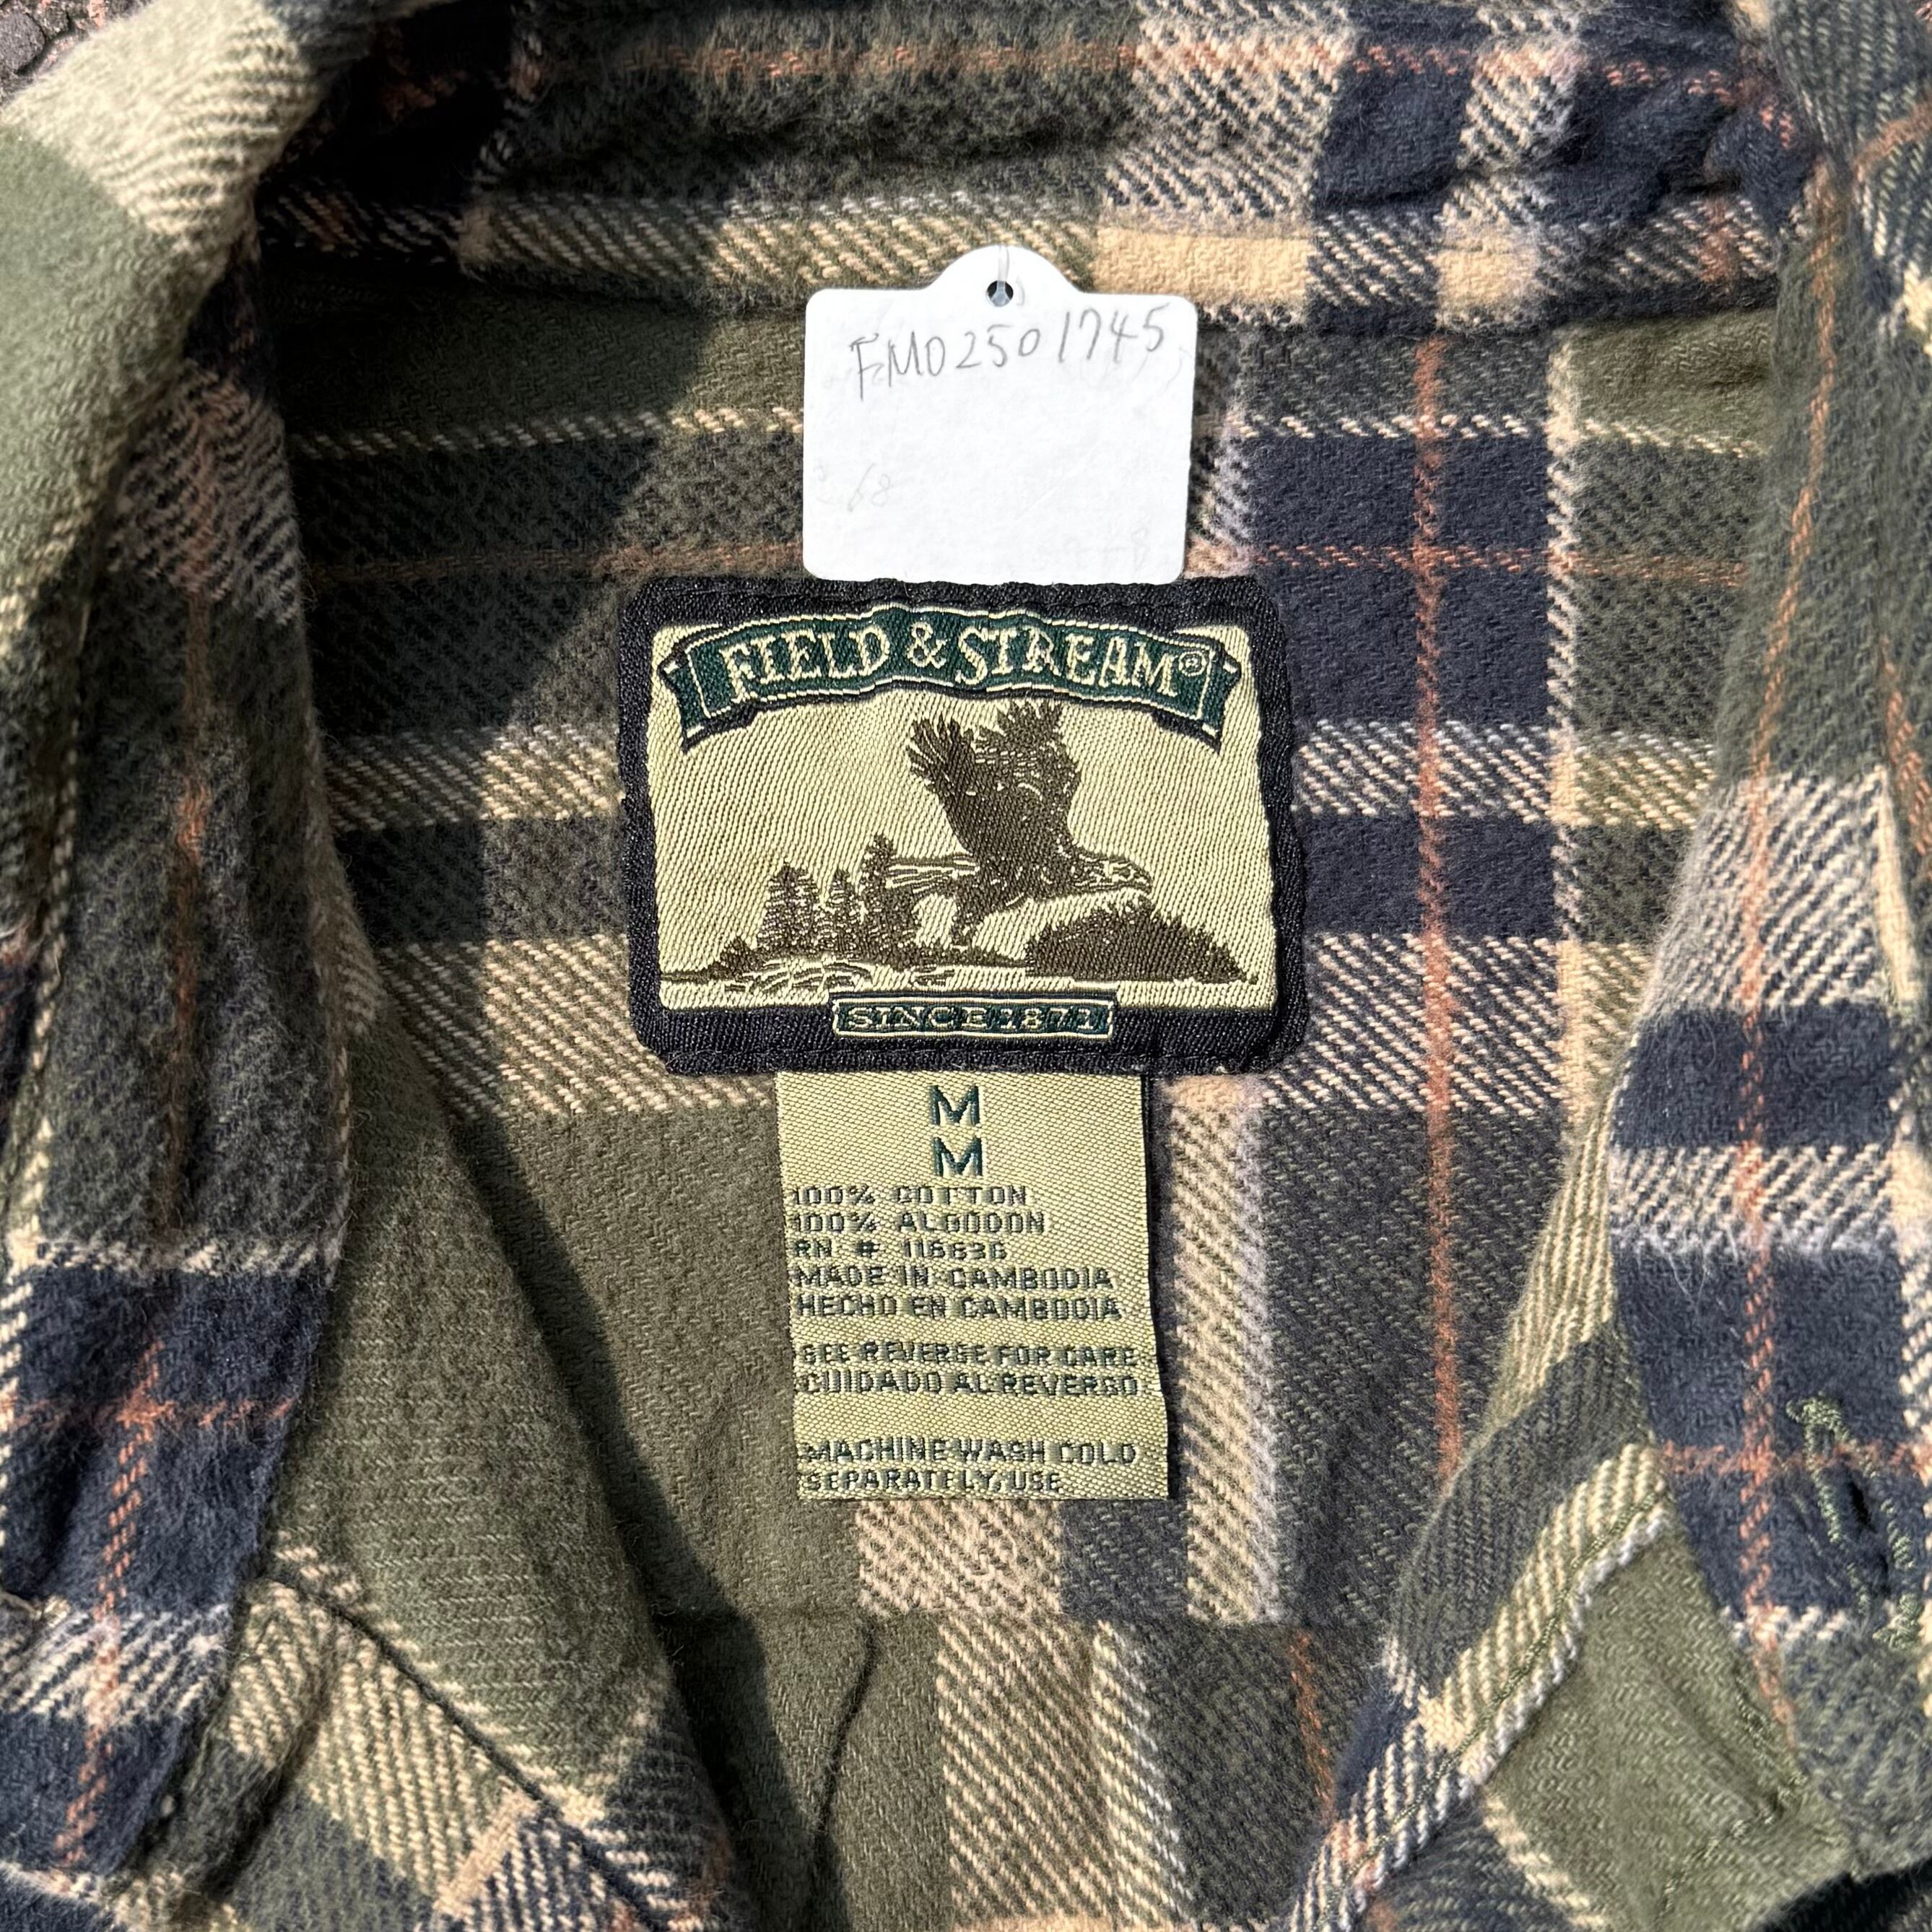 FM02501745
68
FIELD & STREAM®
SINCE 1871
M
M
100% COTTON
100% ALGODON
RN # 116636
MADE IN CAMBODIA
HECHO EN CAMBODIA
SEE REVERSE FOR CARE
CUIDADO AL REVERSO
MACHINE WASH COLD
SEPARATELY, USE